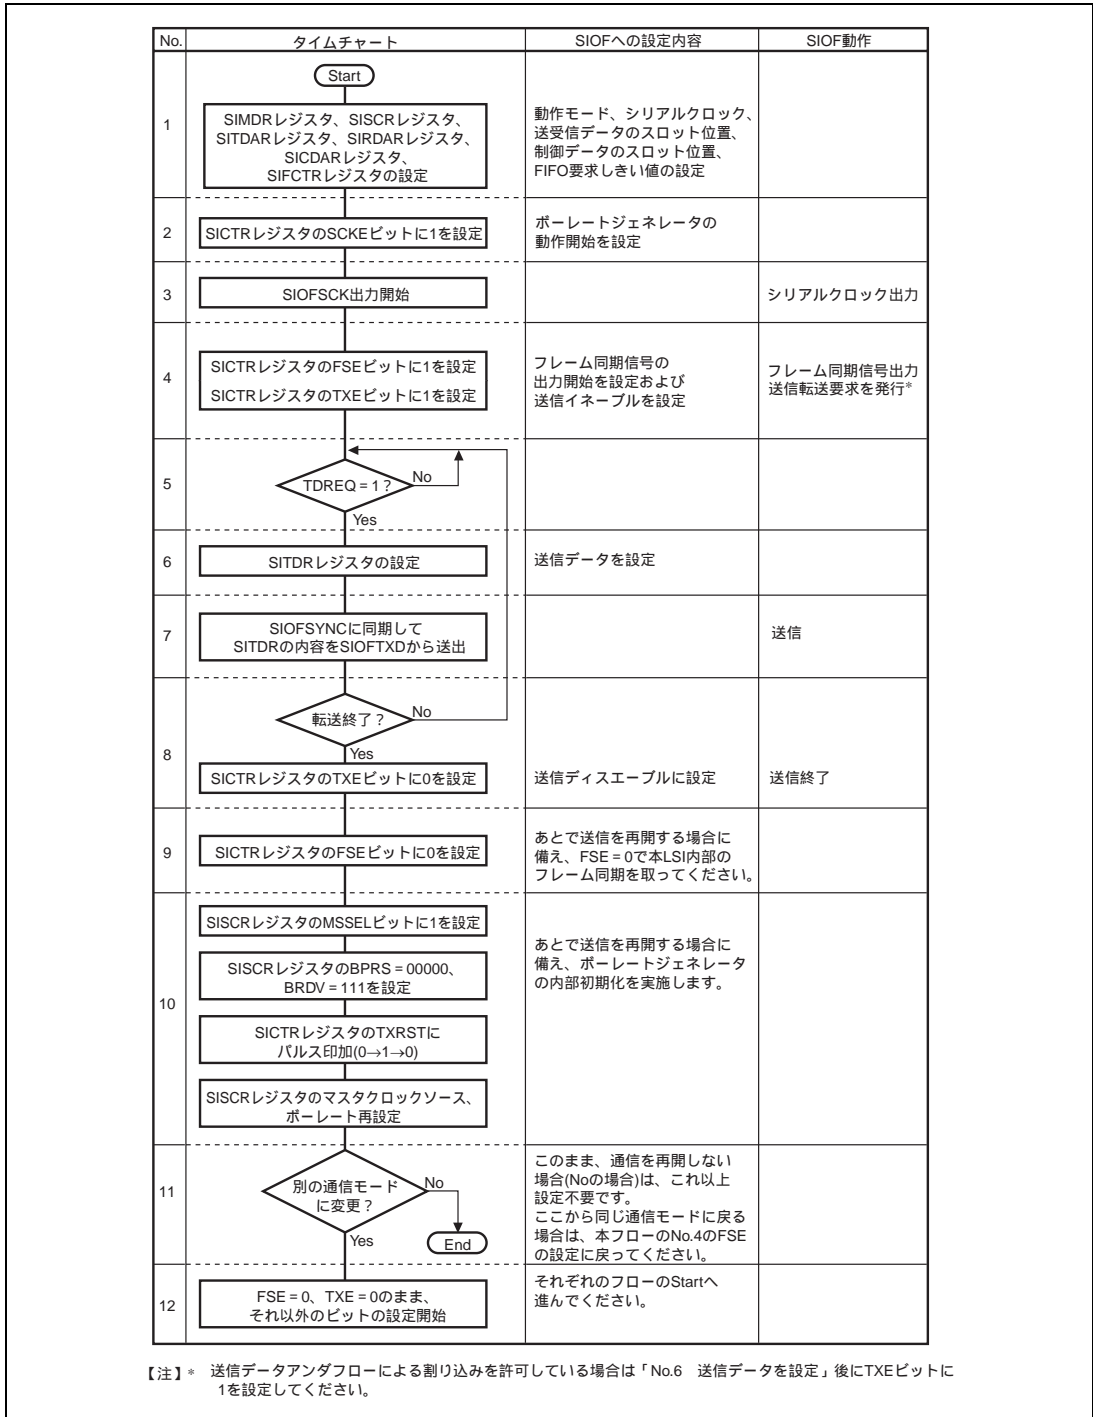 No. タイムチャート SIOFへの設定内容 SIOF動作
Start
1
SIMDRレジスタ、SISCRレジスタ、
SITDARレジスタ、SIRDARレジスタ、
SICDARレジスタ、
SIFCTRレジスタの設定
動作モード、シリアルクロック、
送受信データのスロット位置、
制御データのスロット位置、
FIFO要求しきい値の設定
2
SICTRレジスタのSCKEビットに1を設定
ボーレートジェネレータの
動作開始を設定
3
SIOFSCK出力開始
シリアルクロック出力
4
SICTRレジスタのFSEビットに1を設定
SICTRレジスタのTXEビットに1を設定
フレーム同期信号の
出力開始を設定および
送信イネーブルを設定
フレーム同期信号出力
送信転送要求を発行*
5
TDREQ = 1?
No
Yes
6
SITDRレジスタの設定
送信データを設定
7
SIOFSYNCに同期して
SITDRの内容をSIOFTXDから送出
送信
8
転送終了?
No
Yes
SICTRレジスタのTXEビットに0を設定
送信ディスエーブルに設定
送信終了
9
SICTRレジスタのFSEビットに0を設定
あとで送信を再開する場合に
備え、FSE = 0で本LSI内部の
フレーム同期を取ってください。
10
SISCRレジスタのMSSELビットに1を設定
SISCRレジスタのBPRS = 00000、
BRDV = 111を設定
SICTRレジスタのTXRSTに
パルス印加(0→1→0)
SISCRレジスタのマスタクロックソース、
ボーレート再設定
あとで送信を再開する場合に
備え、ボーレートジェネレータ
の内部初期化を実施します。
11
別の通信モード
に変更?
No
Yes
End
このまま、通信を再開しない
場合(Noの場合)は、これ以上
設定不要です。
ここから同じ通信モードに戻る
場合は、本フローのNo.4のFSE
の設定に戻ってください。
12
FSE = 0、TXE = 0のまま、
それ以外のビットの設定開始
それぞれのフローのStartへ
進んでください。
【注】* 送信データアンダフローによる割り込みを許可している場合は「No.6 送信データを設定」後にTXEビットに
1を設定してください。